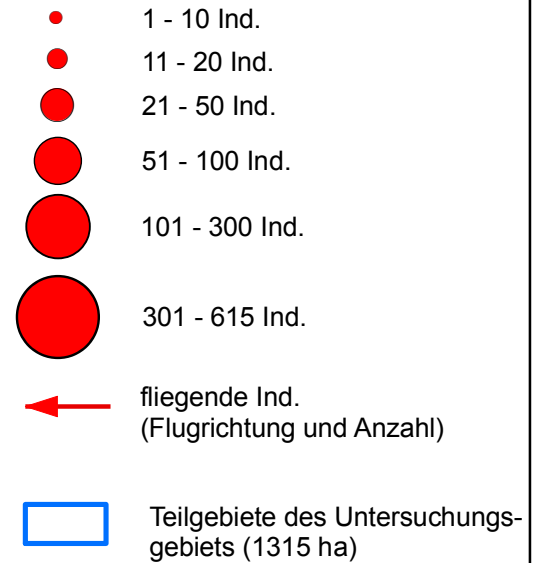 1 - 10 Ind.
11 - 20 Ind.
21 - 50 Ind.
51 - 100 Ind.
101 - 300 Ind.
301 - 615 Ind.
fliegende Ind.
(Flugrichtung und Anzahl)
Teilgebiete des Untersuchungs-
gebiets (1315 ha)